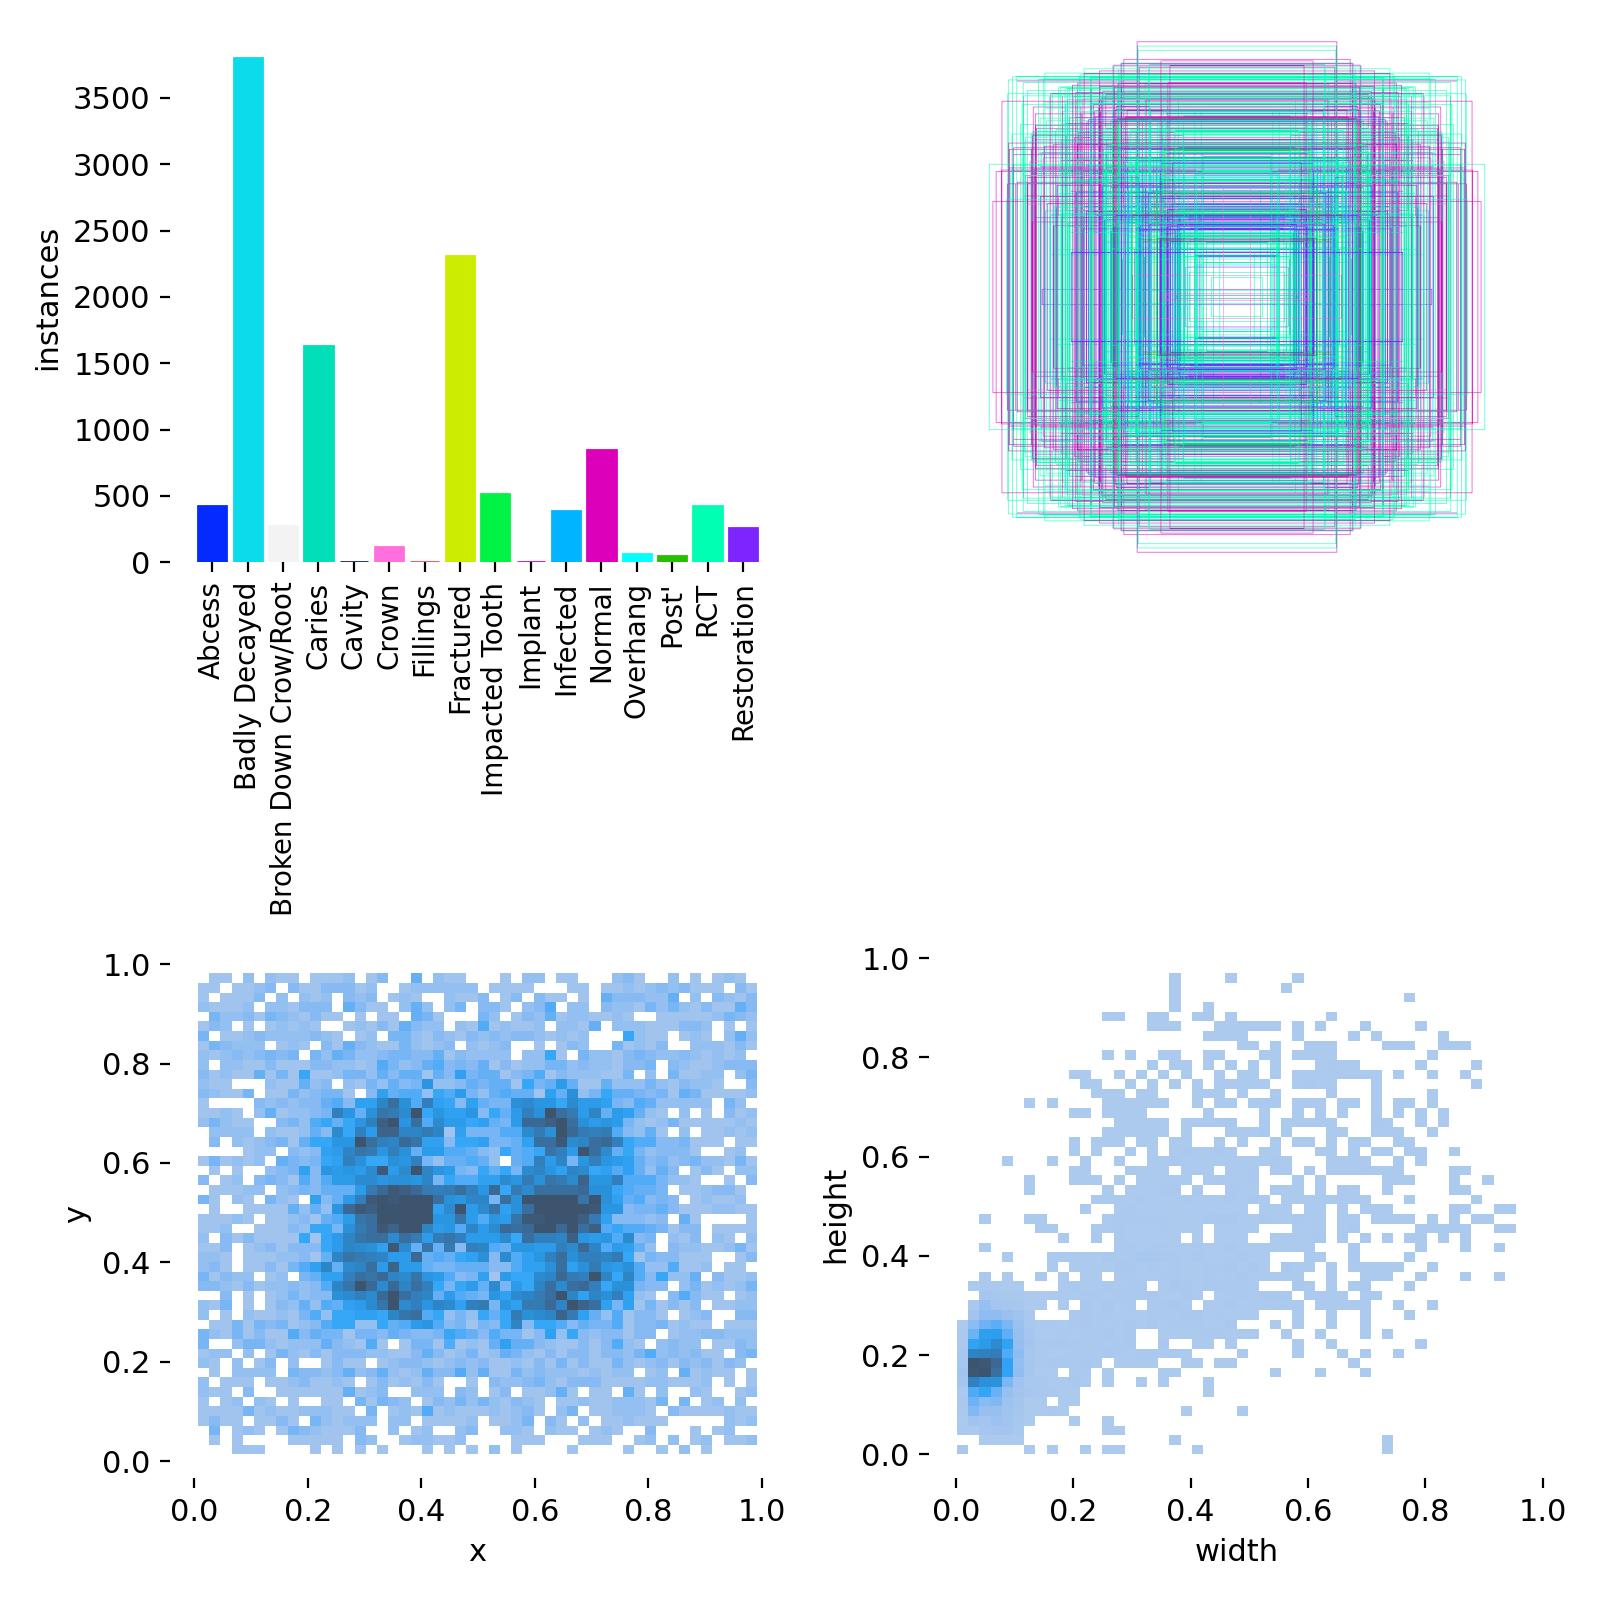 instances
3500
3000
2500
2000
1500
1000
500
0
Abcess
Badly Decayed
Broken Down Crow/Root
Caries
Cavity
Crown
Fillings
Fractured
Impacted Tooth
Implant
Infected
Normal
Overhang
Post'
RCT
Restoration
y
1.0
0.8
0.6
0.4
0.2
0.0
0.0 0.2 0.4 0.6 0.8 1.0
x
height
1.0
0.8
0.6
0.4
0.2
0.0
0.0 0.2 0.4 0.6 0.8 1.0
width